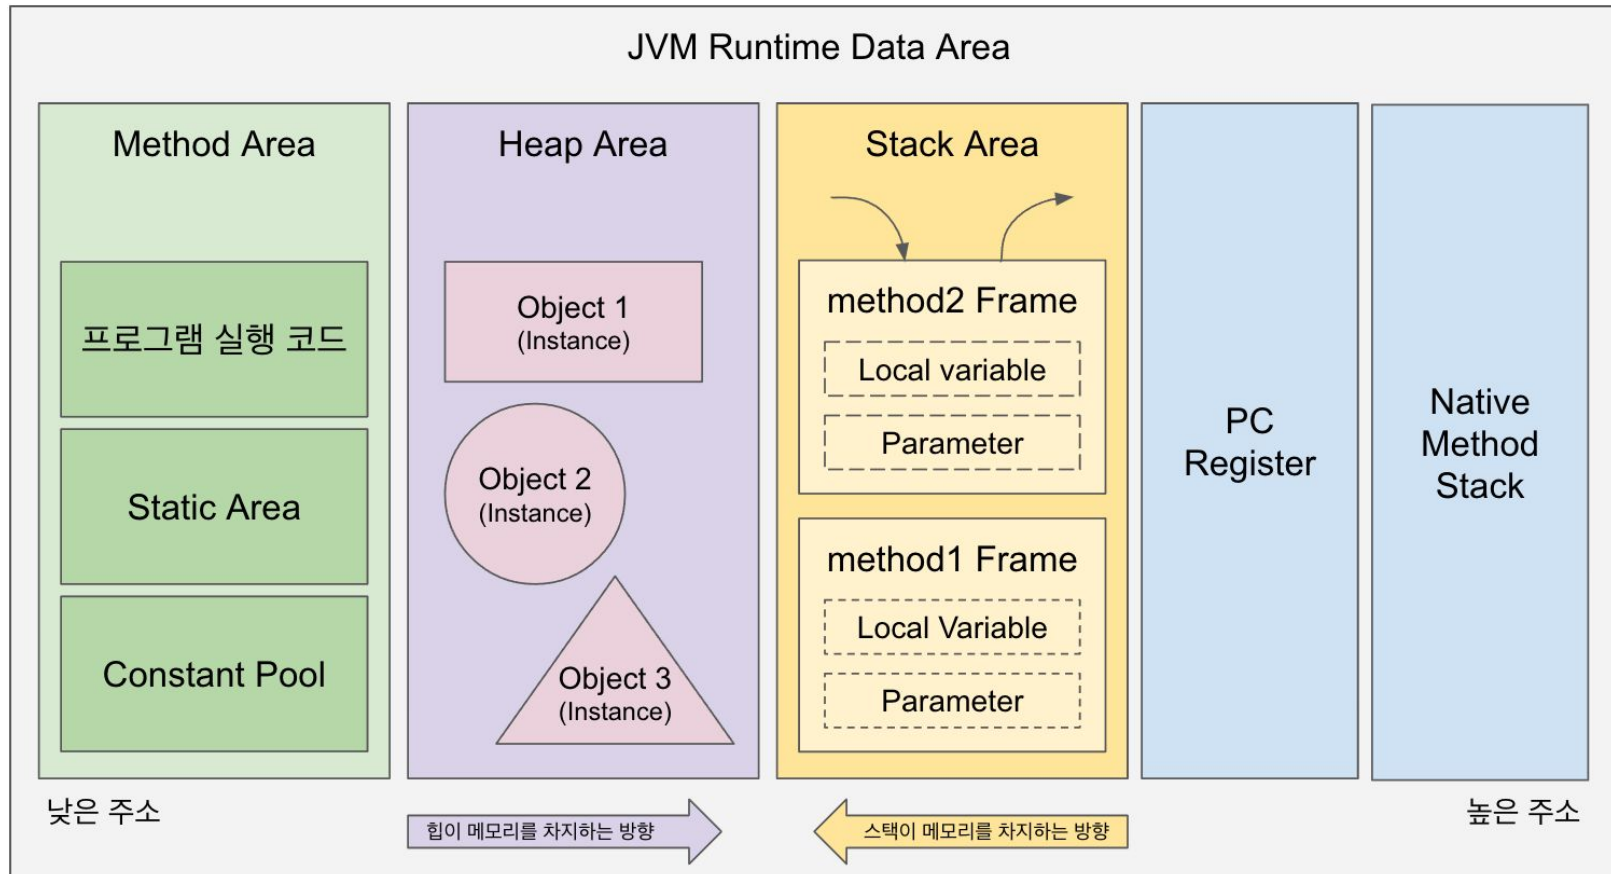 JVM Runtime Data Area
Method Area
프로그램 실행 코드
Static Area
Constant Pool
Heap Area
Object 1
(Instance)
Object 2
(Instance)
Object 3
(Instance)
Stack Area
method2 Frame
Local variable
Parameter
method1 Frame
Local Variable
Parameter
PC
Register
Native
Method
Stack
낮은 주소
힙이 메모리를 차지하는 방향
스택이 메모리를 차지하는 방향
높은 주소